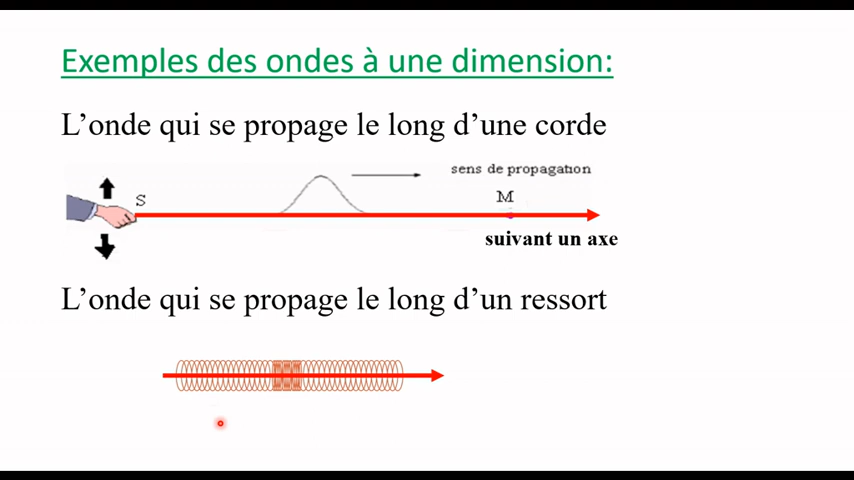 Exemples des ondes à une dimension:
L’onde qui se propage le long d’une corde
sens de propagation
S
M
suivant un axe
L’onde qui se propage le long d’un ressort